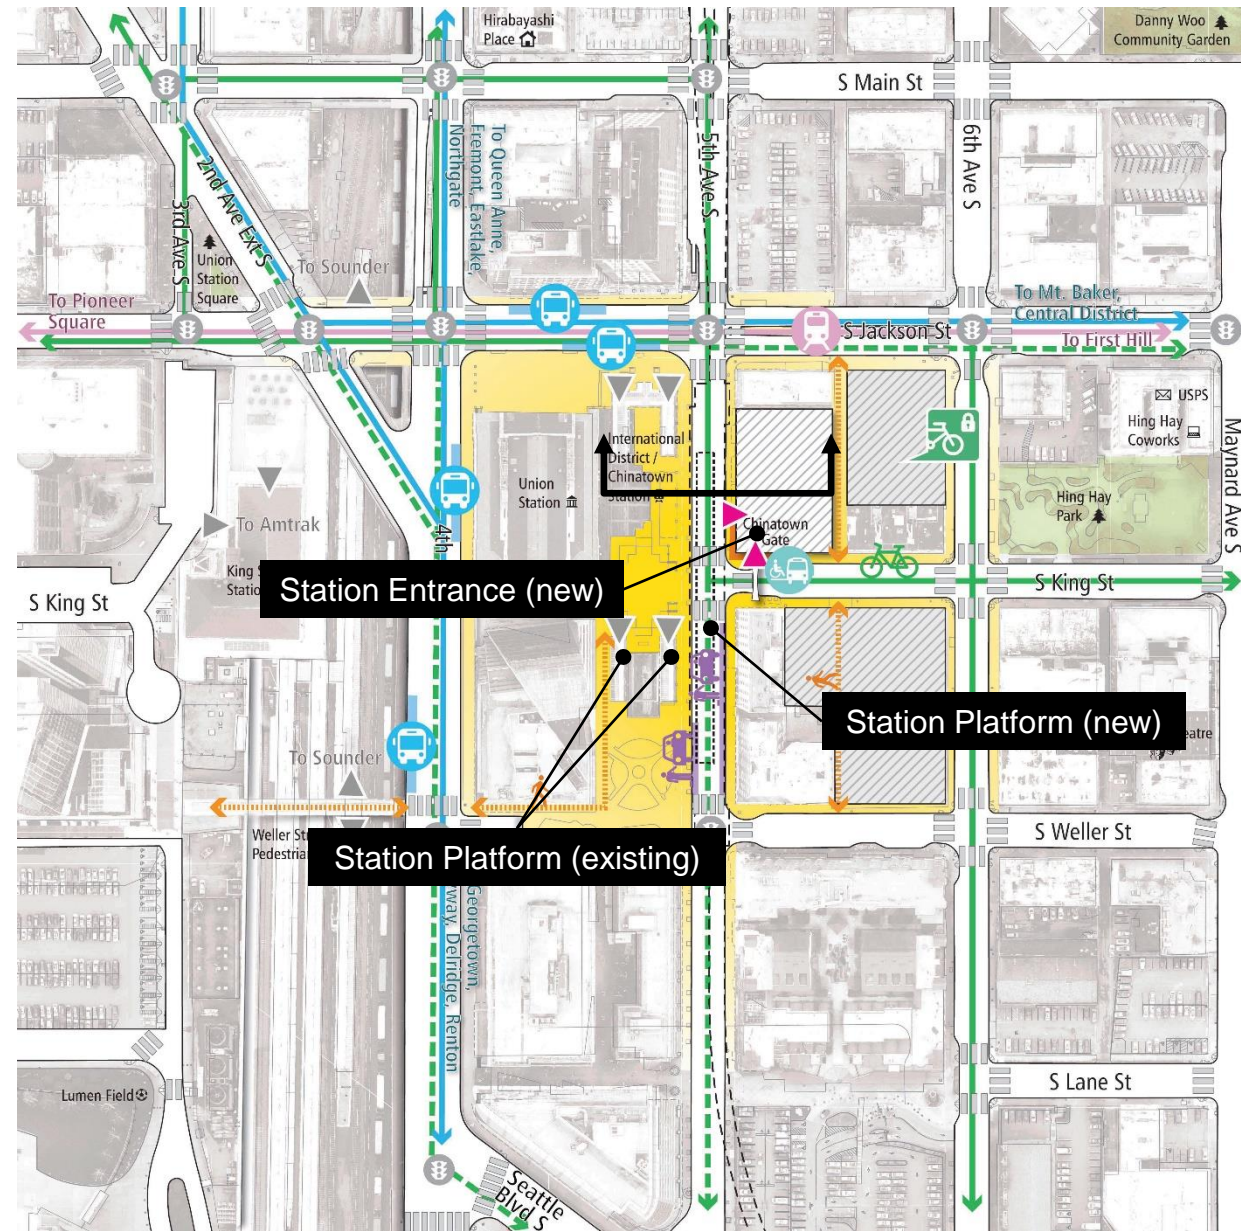 Hirabayashi
Place
Danny Woo
Community Garden
S Main St
To Queen Anne,
Fremont, Eastlake,
Northgate
5th Ave S
6th Ave S
2nd Ave Ext S
3rd Ave S
Union
Station
Square
To Sounder
To Pioneer
Square
To Mt. Baker,
Central District
S Jackson St
To First Hill
USPS
Hing Hay
Coworks
Maynard Ave S
International
District /
Chinatown
Station
Union
Station
Hing Hay
Park
To Amtrak
4th
Chinatown
Gate
King
Station Entrance (new)
S King St
S King St
Station Platform (new)
To Sounder
Weller
Pedestrian
Station Platform (existing)
S Weller St
Georgetown,
Delridge, Renton
S Lane St
Lumen Field
Seattle
Blvd S